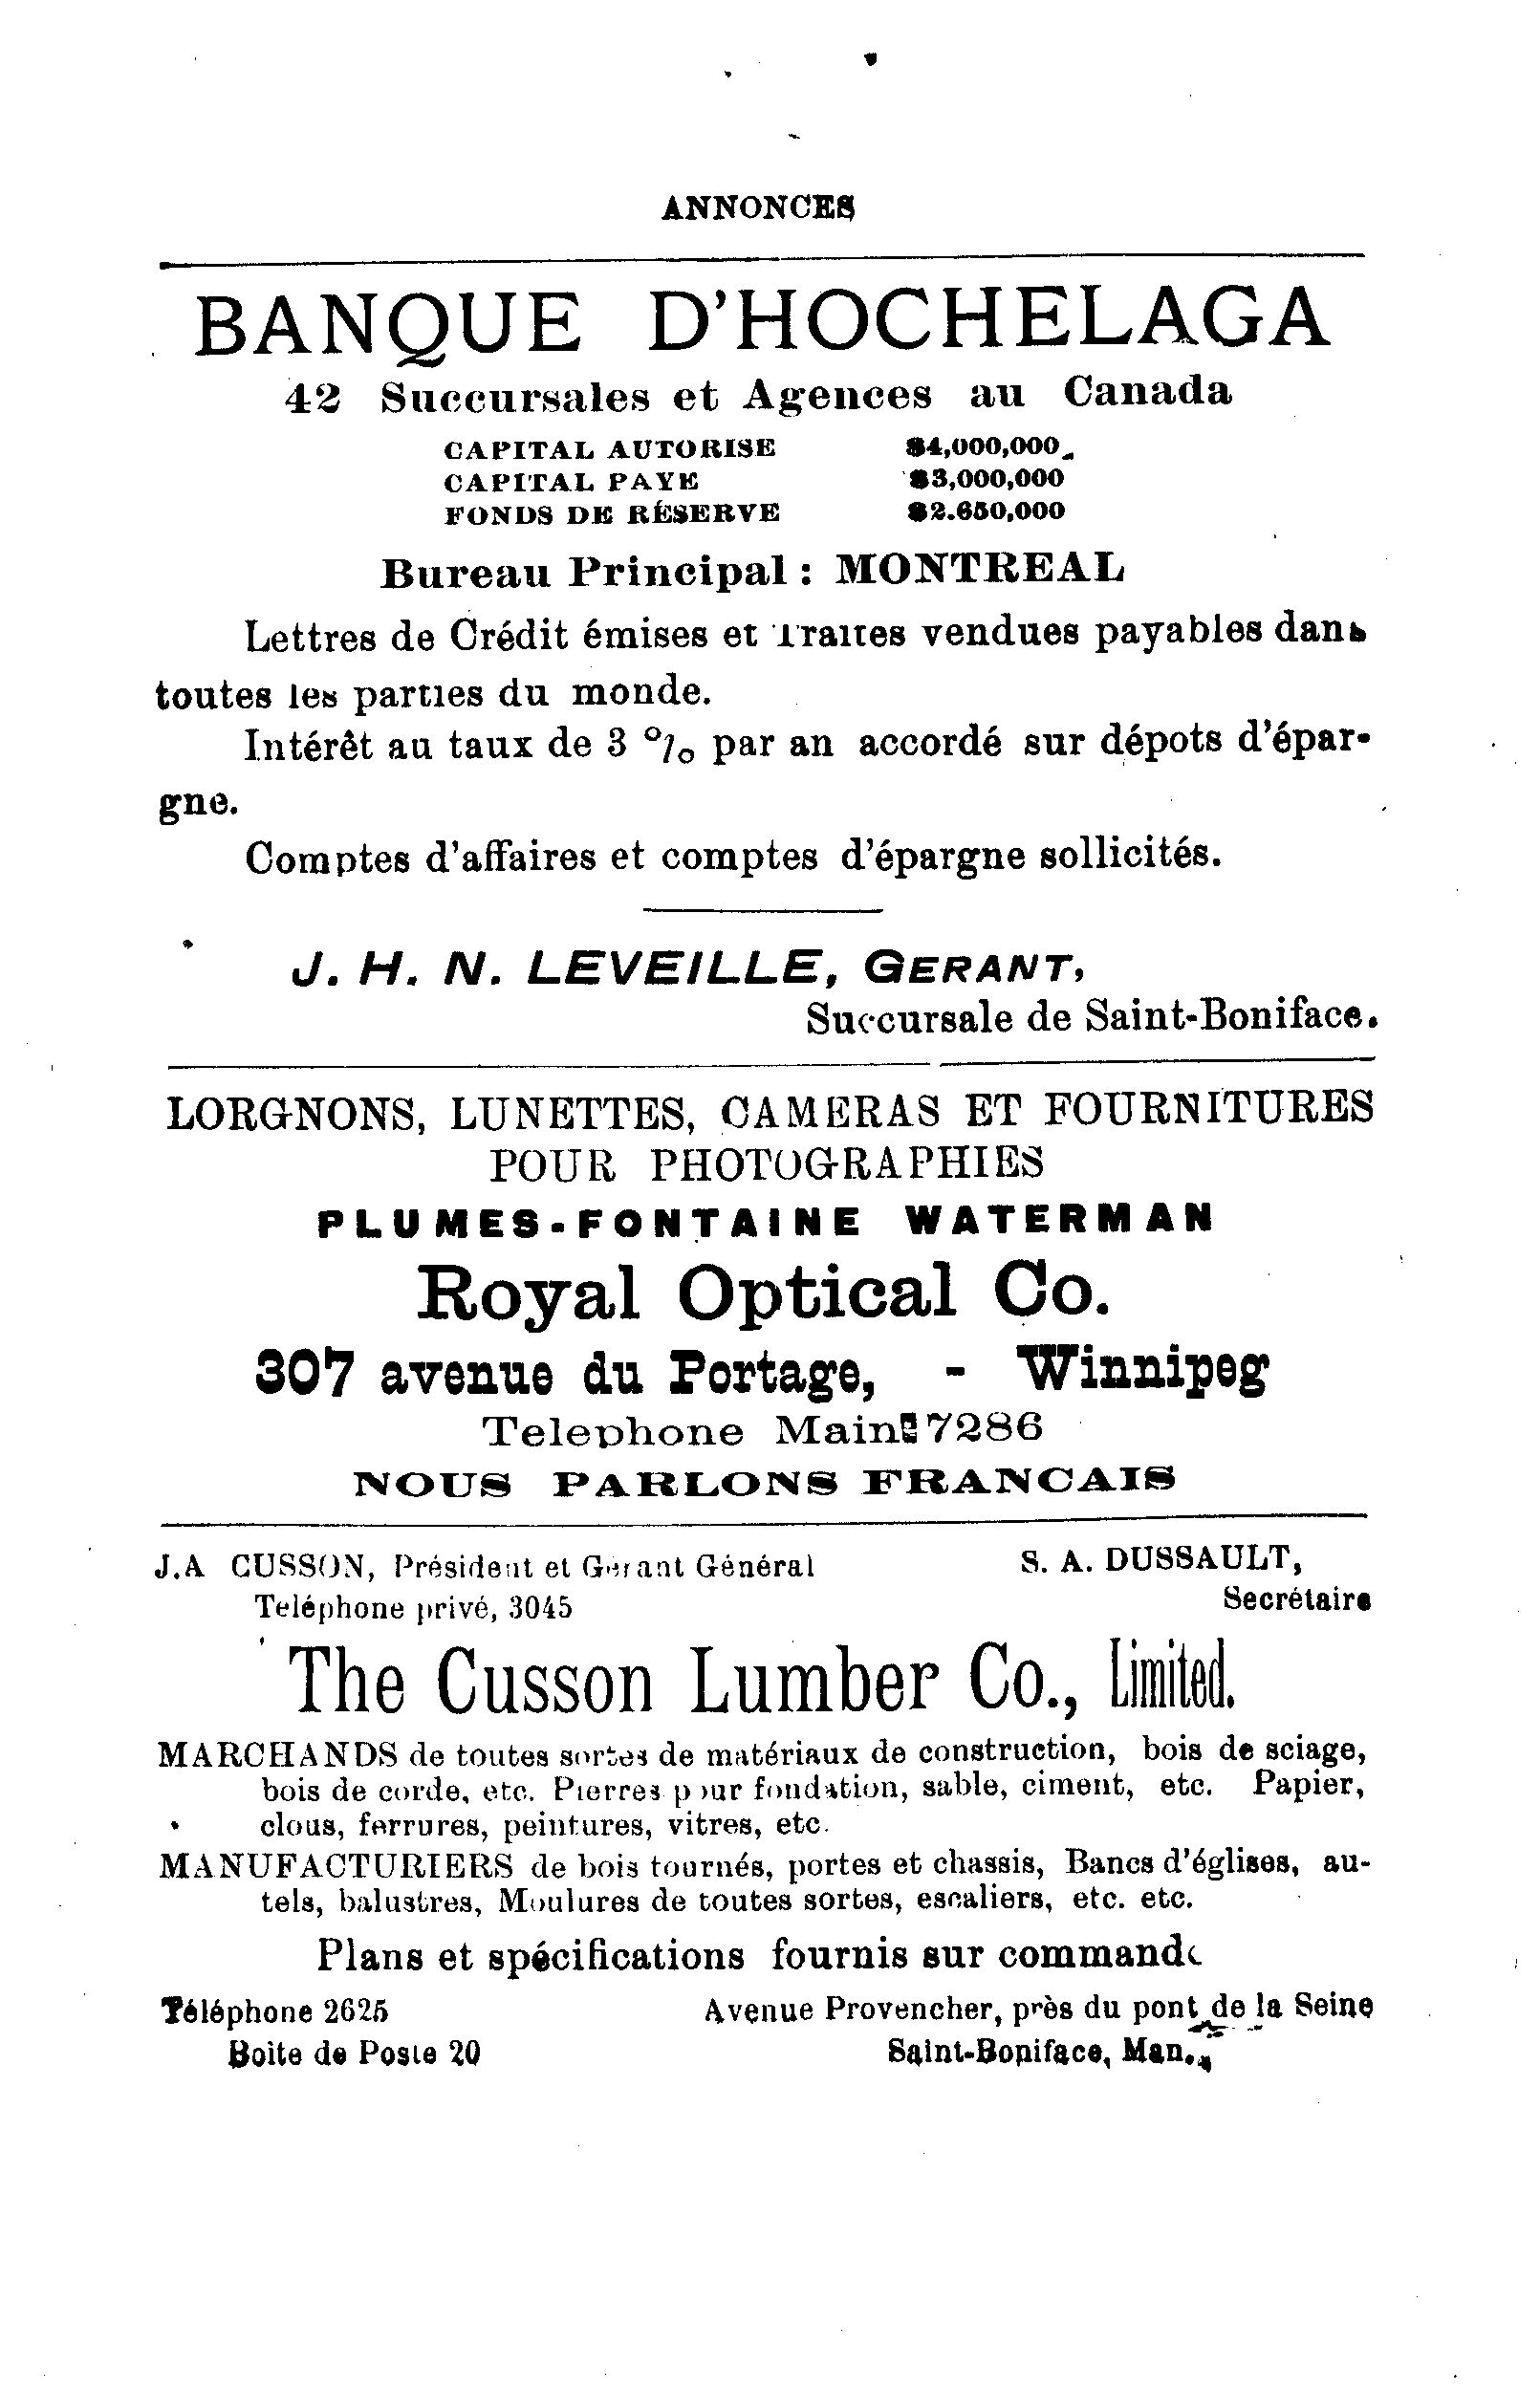 ANNONCES
BANQUE D'HOCHELAGA
42 Succursales et Agences au Canada
CAPITAL AUTORISE $4,000,000
CAPITAL PAYE $3,000,000
FONDS DE RÉSERVE $2.650,000
Bureau Principal : MONTREAL
Lettres de Crédit émises et Traites vendues payables dans
toutes les parties du monde.
Intérêt au taux de 3 % par an accordé sur dépots d'épar-
gne.
Comptes d'affaires et comptes d'épargne sollicités.
J. H. N. LEVEILLE, GERANT,
Succursale de Saint-Boniface.
LORGNONS, LUNETTES, CAMERAS ET FOURNITURES
POUR PHOTOGRAPHIES
PLUMES-FONTAINE WATERMAN
Royal Optical Co.
307 avenue du Portage, - Winnipeg
Telephone Main 7286
NOUS PARLONS FRANCAIS
J.A CUSSON, Président et Gerant Général S. A. DUSSAULT,
Teléphone privé, 3045 Secrétaire
The Cusson Lumber Co., Limited.
MARCHANDS de toutes sortes de matériaux de construction, bois de sciage,
bois de corde, etc. Pierres pour fondation, sable, ciment, etc. Papier,
clous, ferrures, peintures, vitres, etc.
MANUFACTURIERS de bois tournés, portes et chassis, Bancs d'églises, au-
tels, balustres, Moulures de toutes sortes, escaliers, etc. etc.
Plans et spécifications fournis sur commande
Téléphone 2625 Avenue Provencher, près du pont de la Seine
Boite de Poste 20 Saint-Boniface, Man.